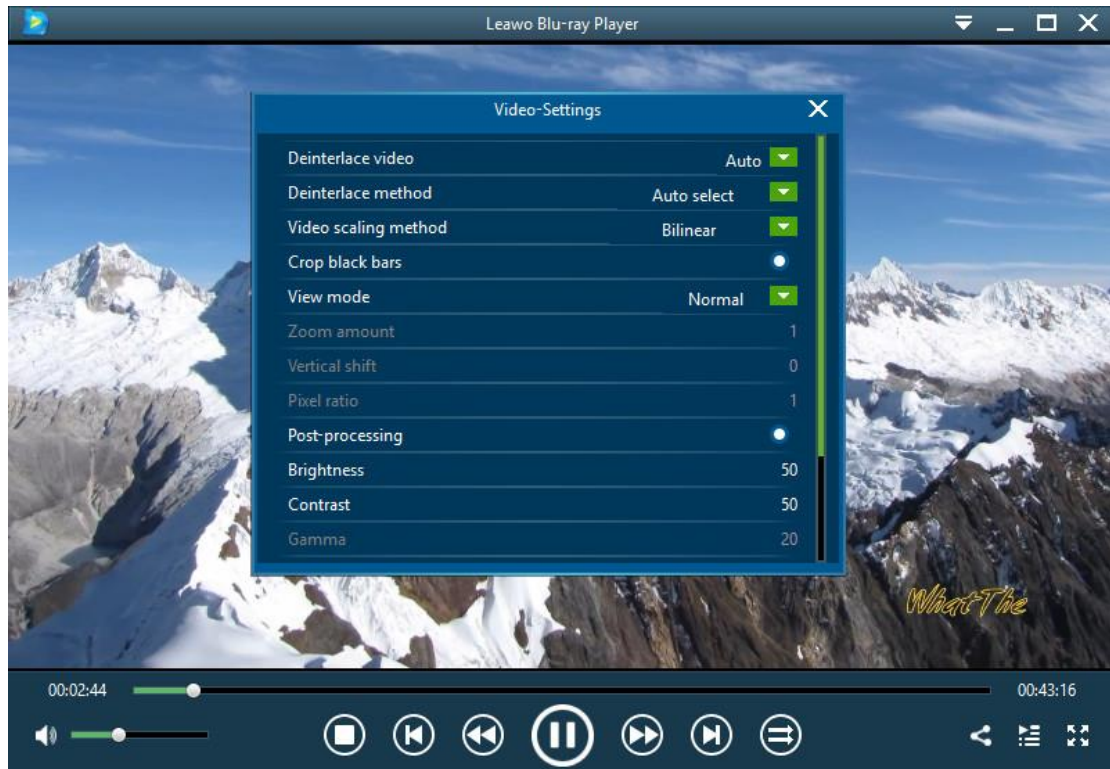 Leawo Blu-ray Player
Video-Settings
Deinterlace video Auto
Deinterlace method Auto select
Video scaling method Bilinear
Crop black bars
View mode Normal
Zoom amount 1
Vertical shift 0
Pixel ratio 1
Post-processing
Brightness 50
Contrast 50
Gamma 20
WhatThe
00:02:44 00:43:16